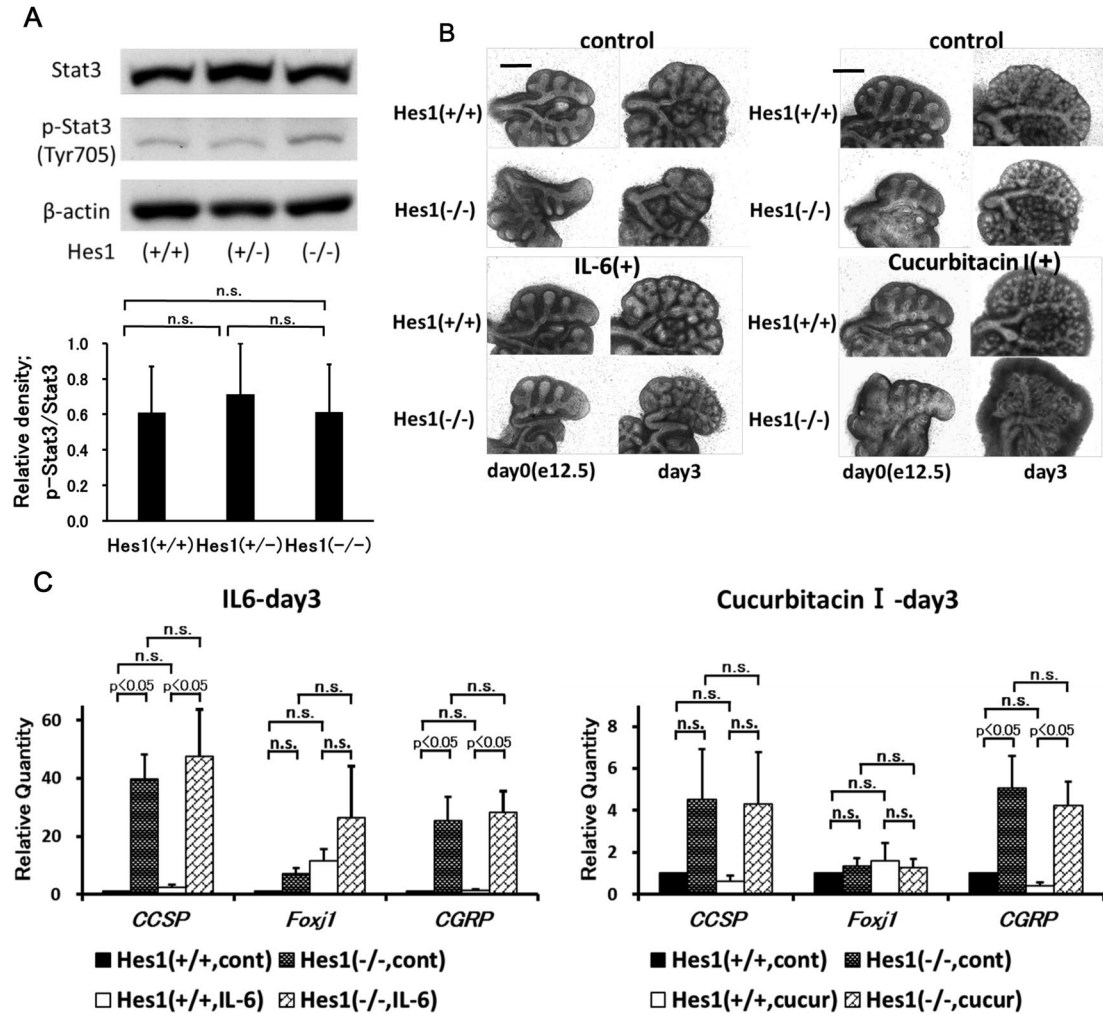 A
Stat3
p-Stat3
(Tyr705)
β-actin
Hes1 (+/+) (+/-) (-/-)
n.s.
n.s. n.s.
Relative density;
p-Stat3/Stat3
1.0
0.8
0.6
0.4
0.2
0.0
Hes1(+/+) Hes1(+/-) Hes1(-/-)
B
control
Hes1(+/+)
Hes1(-/-)
IL-6(+)
Hes1(+/+)
Hes1(-/-)
day0(e12.5) day3
control
Hes1(+/+)
Hes1(-/-)
Cucurbitacin I(+)
Hes1(+/+)
Hes1(-/-)
day0(e12.5) day3
C
IL6-day3
n.s.
n.s. n.s. n.s.
p<0.05 p<0.05 n.s. n.s.
n.s. n.s. p<0.05 p<0.05
Relative Quantity
60
40
20
0
CCSP Foxj1 CGRP
Hes1(+/+,cont) Hes1(-/-,cont)
Hes1(+/+,IL-6) Hes1(-/-,IL-6)
Cucurbitacin I -day3
n.s. n.s.
n.s. n.s.
n.s. n.s. n.s. p<0.05 p<0.05
n.s.
n.s. n.s.
Relative Quantity
8
6
4
2
0
CCSP Foxj1 CGRP
Hes1(+/+,cont) Hes1(-/-,cont)
Hes1(+/+,cucur) Hes1(-/-,cucur)